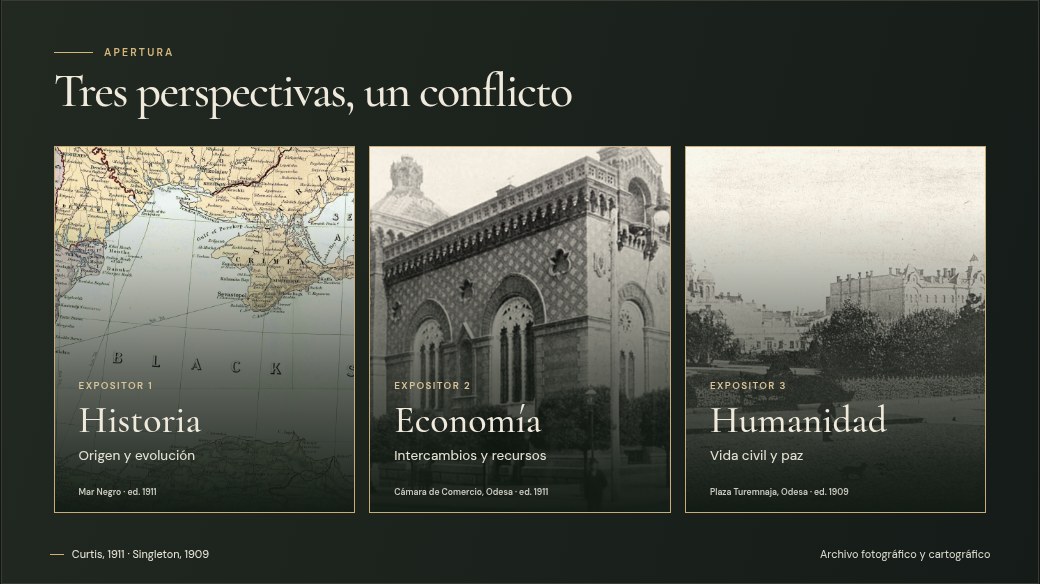 APERTURA
Tres perspectivas, un conflicto
BLACK S
CRIMEA
EXPOSITOR 1
Historia
Origen y evolución
Mar Negro · ed. 1911
EXPOSITOR 2
Economía
Intercambios y recursos
Cámara de Comercio, Odesa · ed. 1911
EXPOSITOR 3
Humanidad
Vida civil y paz
Plaza Turemnaja, Odesa · ed. 1909
Curtis, 1911 · Singleton, 1909
Archivo fotográfico y cartográfico